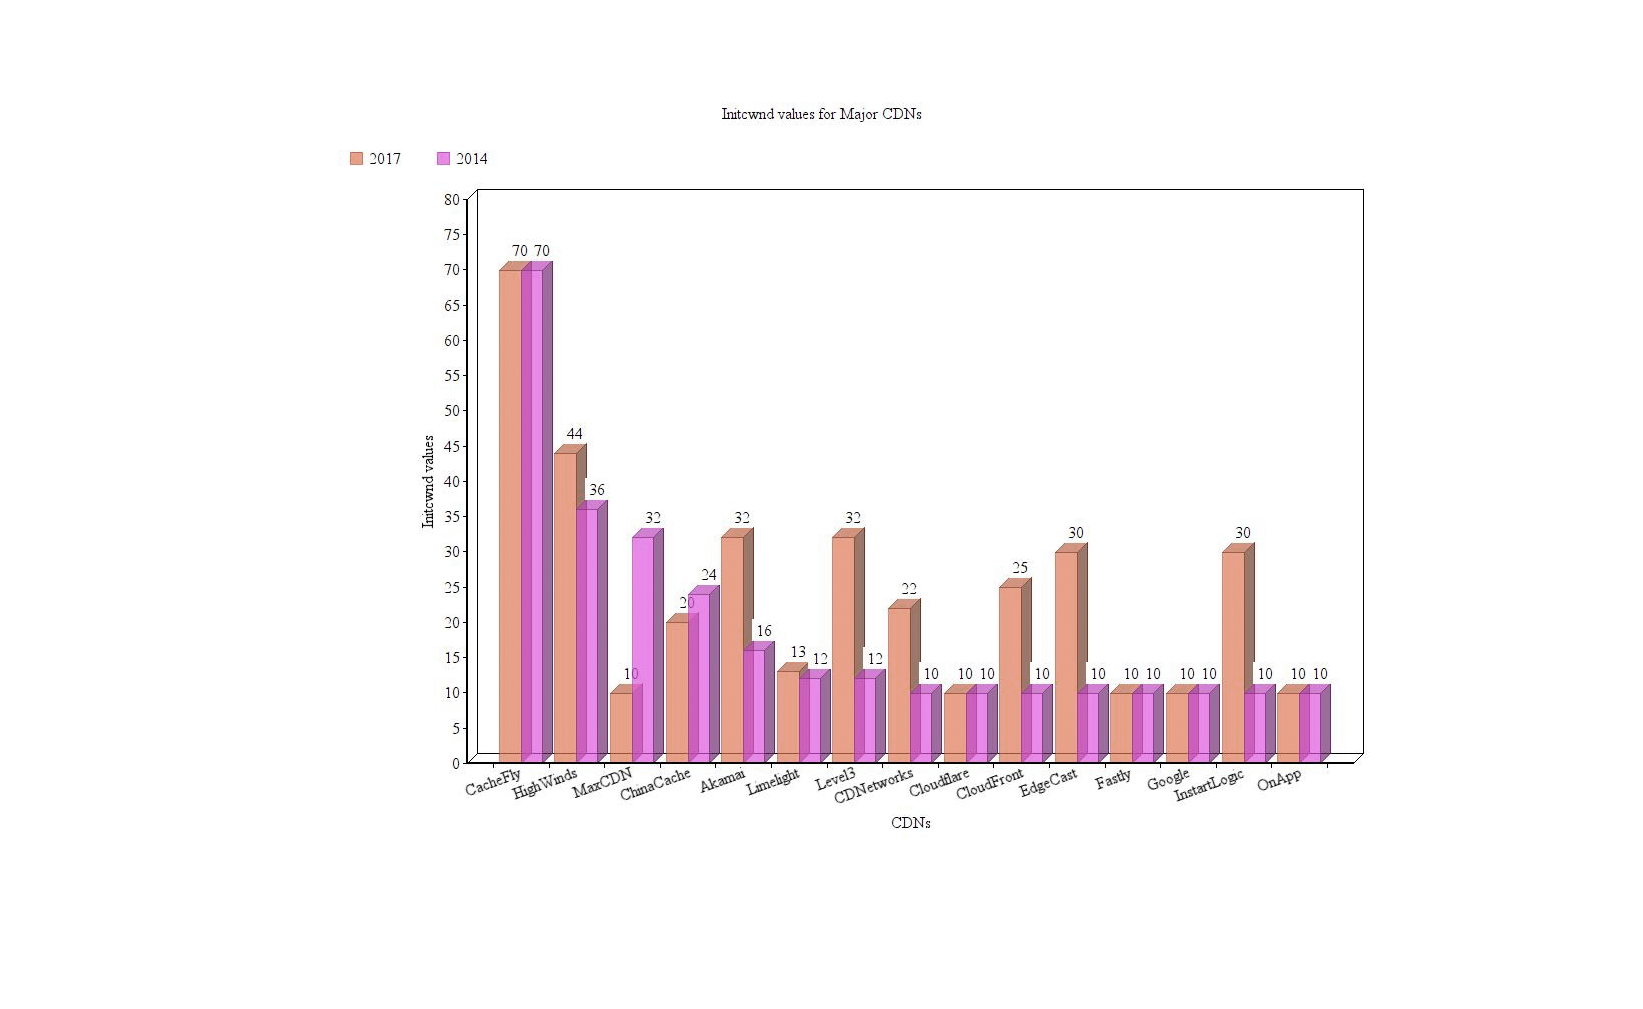 Initcwnd values for Major CDNs
2017 2014
80
75
70
65
60
55
50
45
40
35
30
25
20
15
10
5
0
Initcwnd values
70 70
44 36
10 32
20 24
32 16
13 12
32 12
22 10
10 10
25 10
30 10
10 10
10 10
30 10
10 10
CacheFly
HighWinds
MaxCDN
ChinaCache
Akamai
Limelight
Level3
CDNetworks
Cloudflare
CloudFront
EdgeCast
Fastly
Google
InstartLogic
OnApp
CDNs